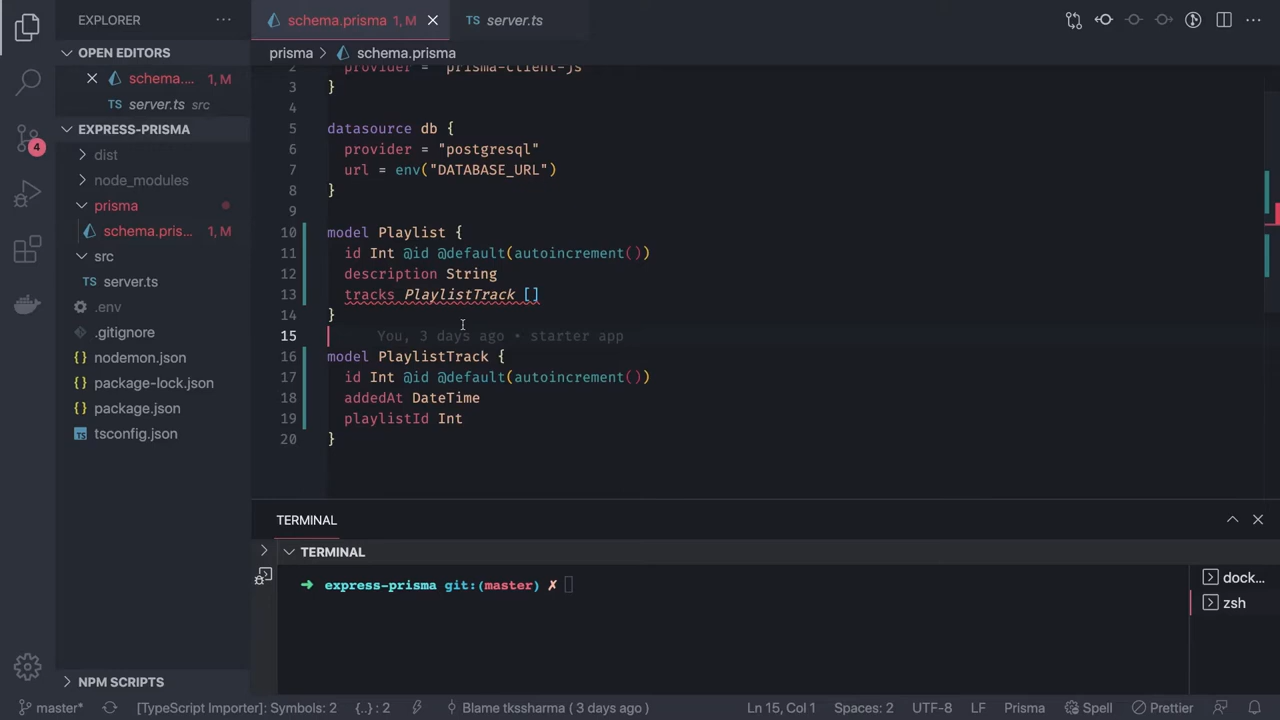 EXPLORER
schema.prisma 1, M
server.ts
OPEN EDITORS
prisma
schema.prisma
schema.... 1, M
server.ts src
EXPRESS-PRISMA
dist
node_modules
prisma
schema.pris... 1, M
src
server.ts
.env
.gitignore
nodemon.json
package-lock.json
package.json
tsconfig.json
NPM SCRIPTS
4
2 provider = "prisma-client-js"
3 }
4
5 datasource db {
6 provider = "postgresql"
7 url = env("DATABASE_URL")
8 }
9
10 model Playlist {
11 id Int @id @default(autoincrement())
12 description String
13 tracks PlaylistTrack []
14 }
15 You, 3 days ago • starter app
16 model PlaylistTrack {
17 id Int @id @default(autoincrement())
18 addedAt DateTime
19 playlistId Int
20 }
TERMINAL
TERMINAL
➜ express-prisma git:(master) ✗
dock...
zsh
master* [TypeScript Importer]: Symbols: 2 {..} : 2 Blame tkssharma ( 3 days ago ) Ln 15, Col 1 Spaces: 2 UTF-8 LF Prisma Spell Prettier